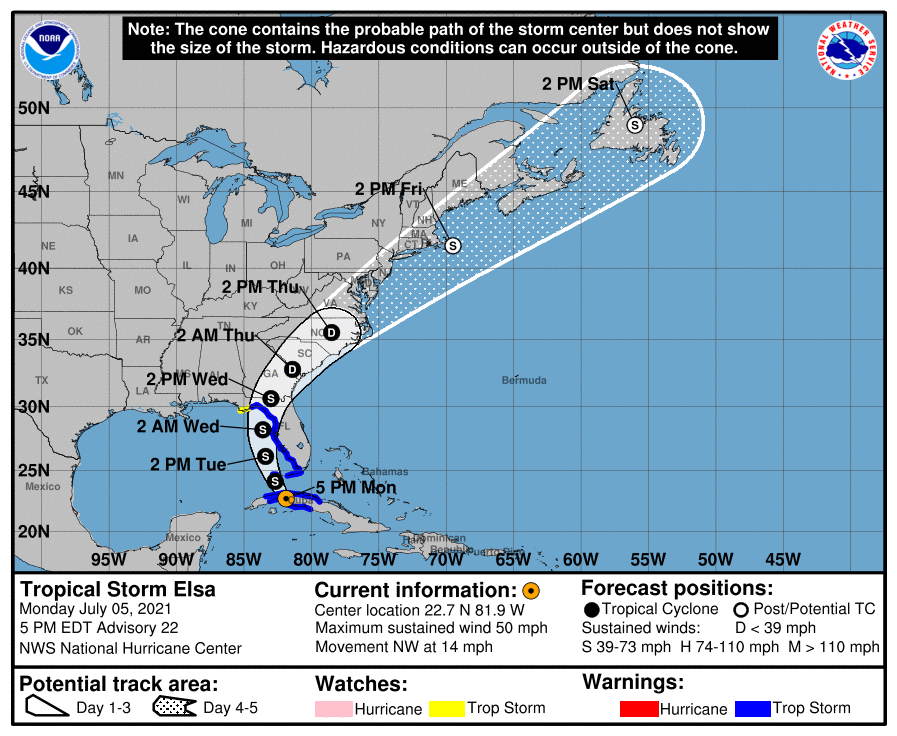 Note: The cone contains the probable path of the storm center but does not show
the size of the storm. Hazardous conditions can occur outside of the cone.
NOAA
NATIONAL WEATHER SERVICE
2 PM Sat
50N
MN
45N
2 PM Fri
ME
WI
VT
NH
MI
NY
MA
CT
NE
IA
PA
40N
IL
IN
OH
2 PM Thu
KS
MO
KY
VA
35N
OK
AR
TN
2 AM Thu
NC
SC
TX
LA
MS
AL
GA
2 PM Wed
Bermuda
30N
2 AM Wed
FL
2 PM Tue
25N
Bahamas
Mexico
5 PM Mon
Cuba
20N
Mexico
Dominican
Republic
Puerto Rico
95W
90W
85W
80W
75W
70W
65W
60W
55W
50W
45W
S
S
D
D
S
S
S
S
Tropical Storm Elsa
Monday July 05, 2021
5 PM EDT Advisory 22
NWS National Hurricane Center
Current information:
Center location 22.7 N 81.9 W
Maximum sustained wind 50 mph
Movement NW at 14 mph
Forecast positions:
Tropical Cyclone Post/Potential TC
Sustained winds: D < 39 mph
S 39-73 mph H 74-110 mph M > 110 mph
Potential track area:
Day 1-3 Day 4-5
Watches:
Hurricane Trop Storm
Warnings:
Hurricane Trop Storm